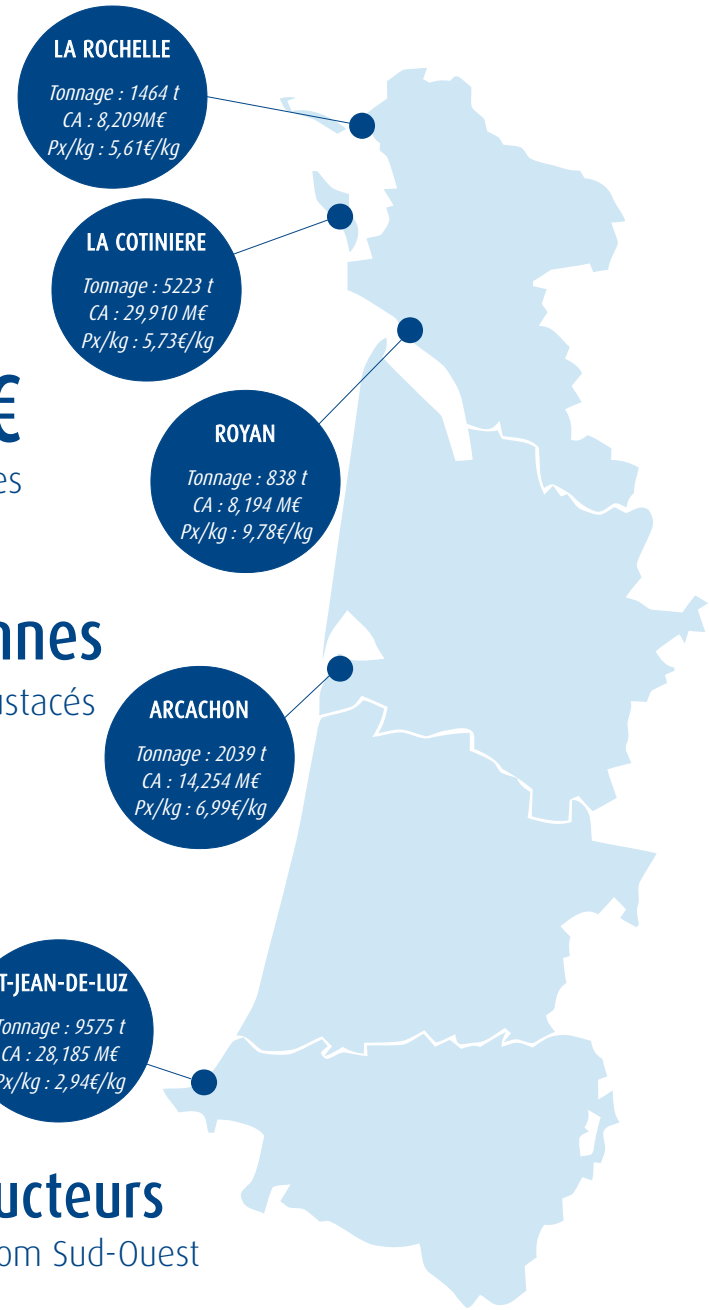 LA ROCHELLE
Tonnage : 1464 t
CA : 8,209M€
Px/kg : 5,61€/kg
LA COTINIERE
Tonnage : 5223 t
CA : 29,910 M€
Px/kg : 5,73€/kg
€
es
ROYAN
Tonnage : 838 t
CA : 8,194 M€
Px/kg : 9,78€/kg
nnes
ustacés
ARCACHON
Tonnage : 2039 t
CA : 14,254 M€
Px/kg : 6,99€/kg
T-JEAN-DE-LUZ
Tonnage : 9575 t
CA : 28,185 M€
Px/kg : 2,94€/kg
ucteurs
om Sud-Ouest